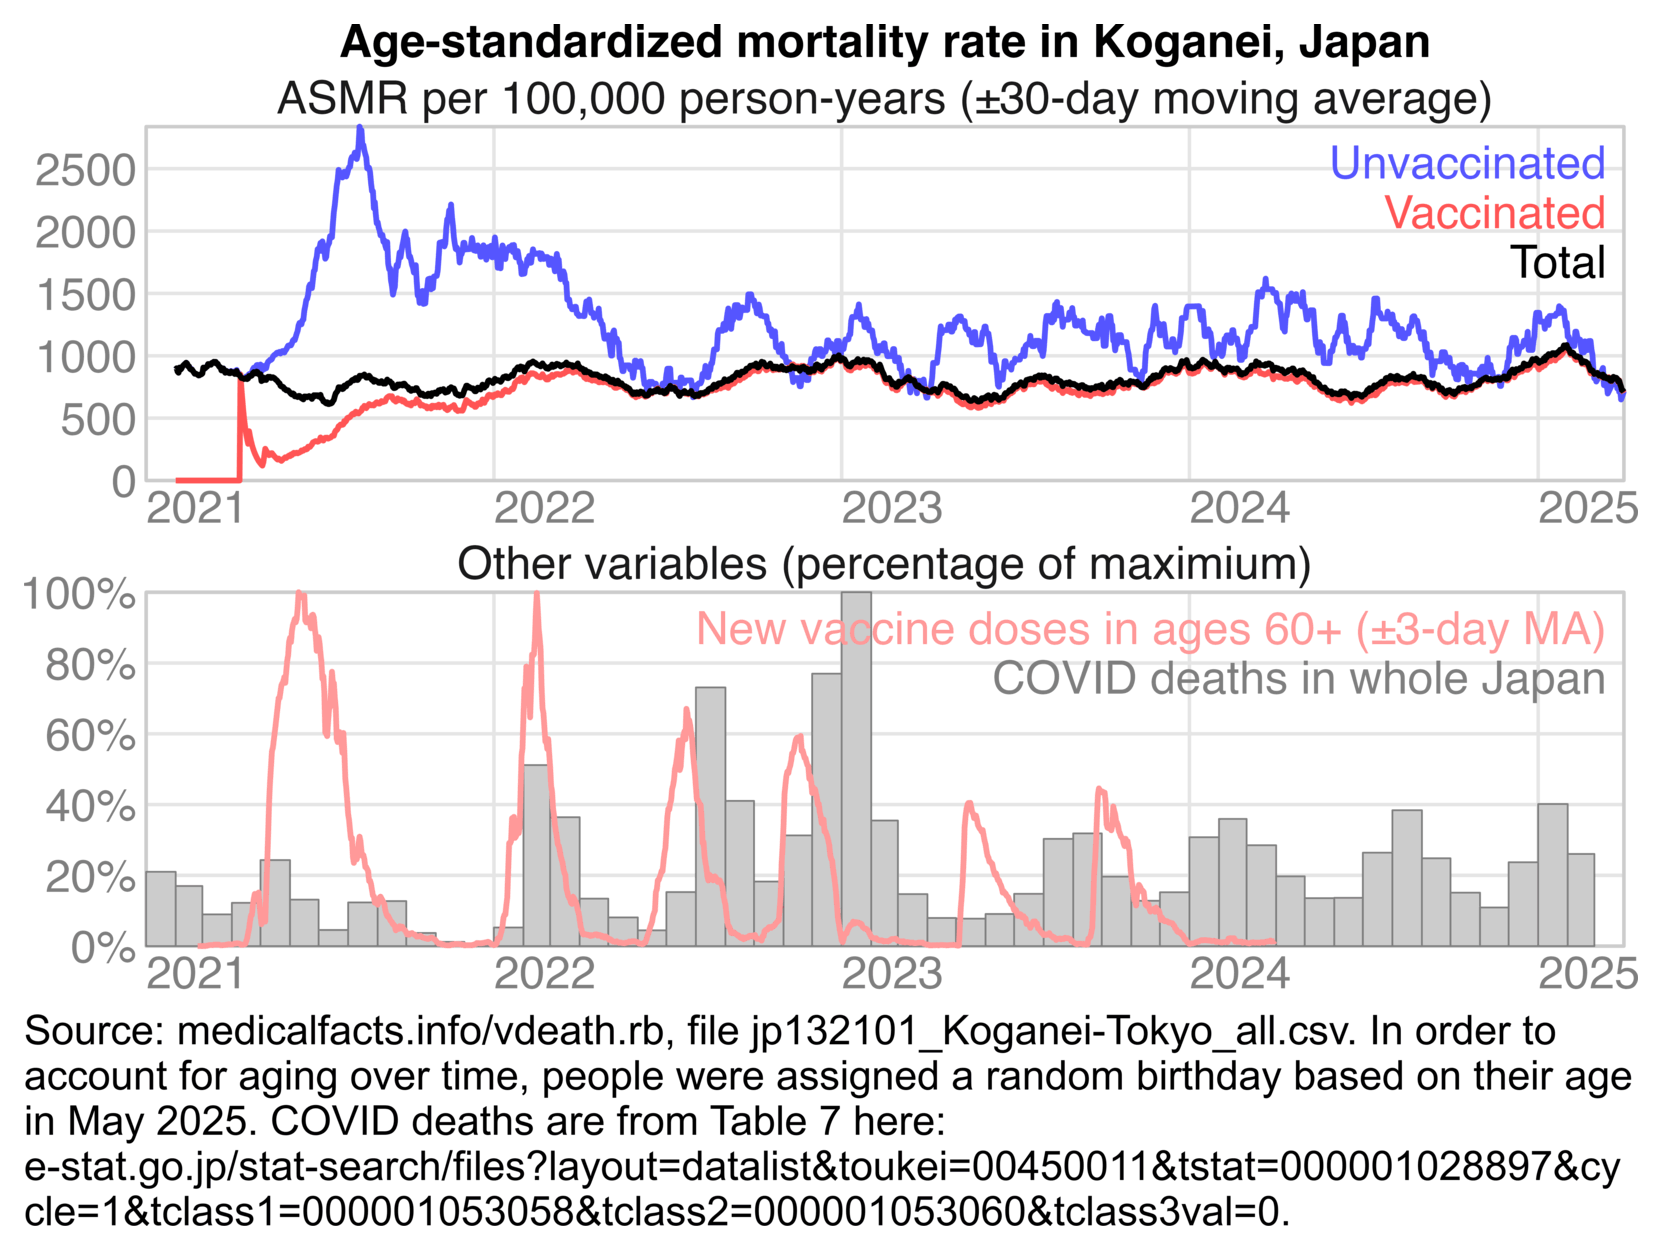 Age-standardized mortality rate in Koganei, Japan
ASMR per 100,000 person-years (±30-day moving average)
2500
2000
1500
1000
500
0
Unvaccinated
Vaccinated
Total
2021 2022 2023 2024 2025
Other variables (percentage of maximium)
100%
80%
60%
40%
20%
0%
New vaccine doses in ages 60+ (±3-day MA)
COVID deaths in whole Japan
2021 2022 2023 2024 2025
Source: medicalfacts.info/vdeath.rb, file jp132101_Koganei-Tokyo_all.csv. In order to
account for aging over time, people were assigned a random birthday based on their age
in May 2025. COVID deaths are from Table 7 here:
e-stat.go.jp/stat-search/files?layout=datalist&toukei=00450011&tstat=000001028897&cy
cle=1&tclass1=000001053058&tclass2=000001053060&tclass3val=0.